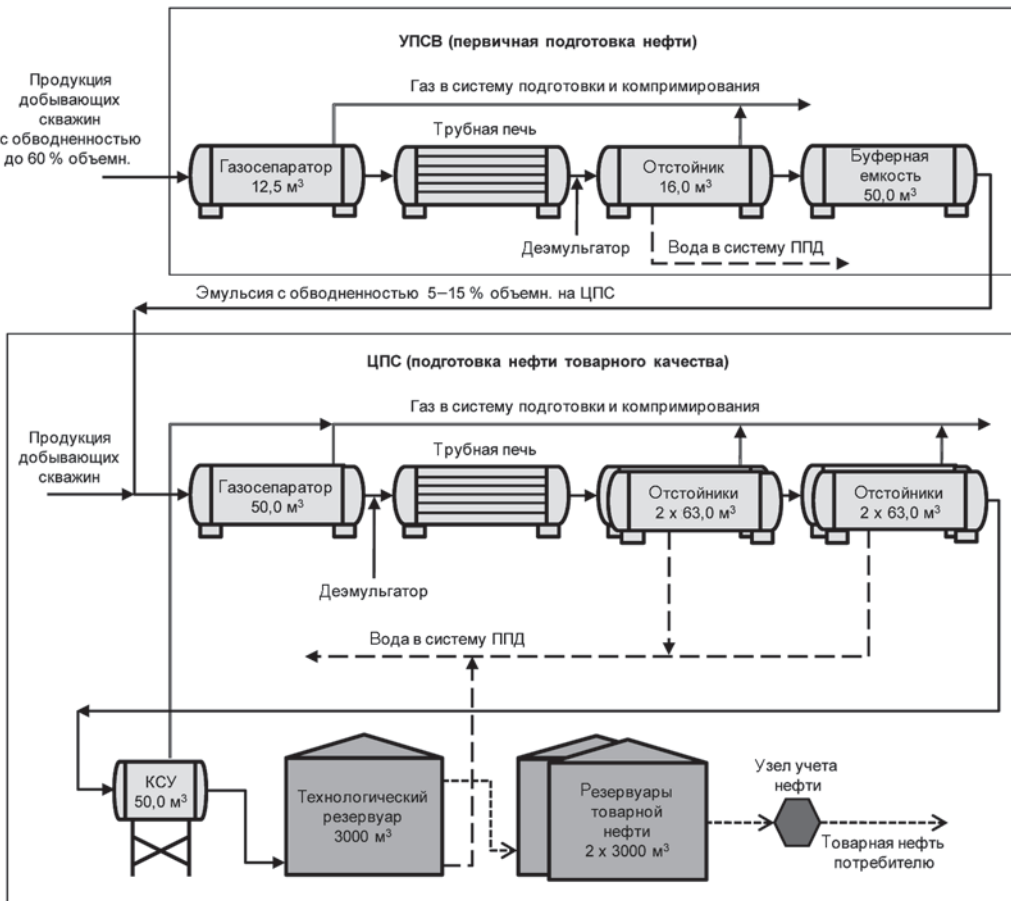 УПСВ (первичная подготовка нефти)
Продукция
добывающих
скважин
с обводненностью
до 60 % объемн.
Газ в систему подготовки и компримирования
Трубная печь
Газосепаратор
12,5 м³
Отстойник
16,0 м³
Буферная
емкость
50,0 м³
Деэмульгатор
Вода в систему ППД
Эмульсия с обводненностью 5–15 % объемн. на ЦПС
ЦПС (подготовка нефти товарного качества)
Газ в систему подготовки и компримирования
Продукция
добывающих
скважин
Трубная печь
Газосепаратор
50,0 м³
Отстойники
2 х 63,0 м³
Отстойники
2 х 63,0 м³
Деэмульгатор
Вода в систему ППД
КСУ
50,0 м³
Технологический
резервуар
3000 м³
Резервуары
товарной
нефти
2 х 3000 м³
Узел учета
нефти
Товарная нефть
потребителю